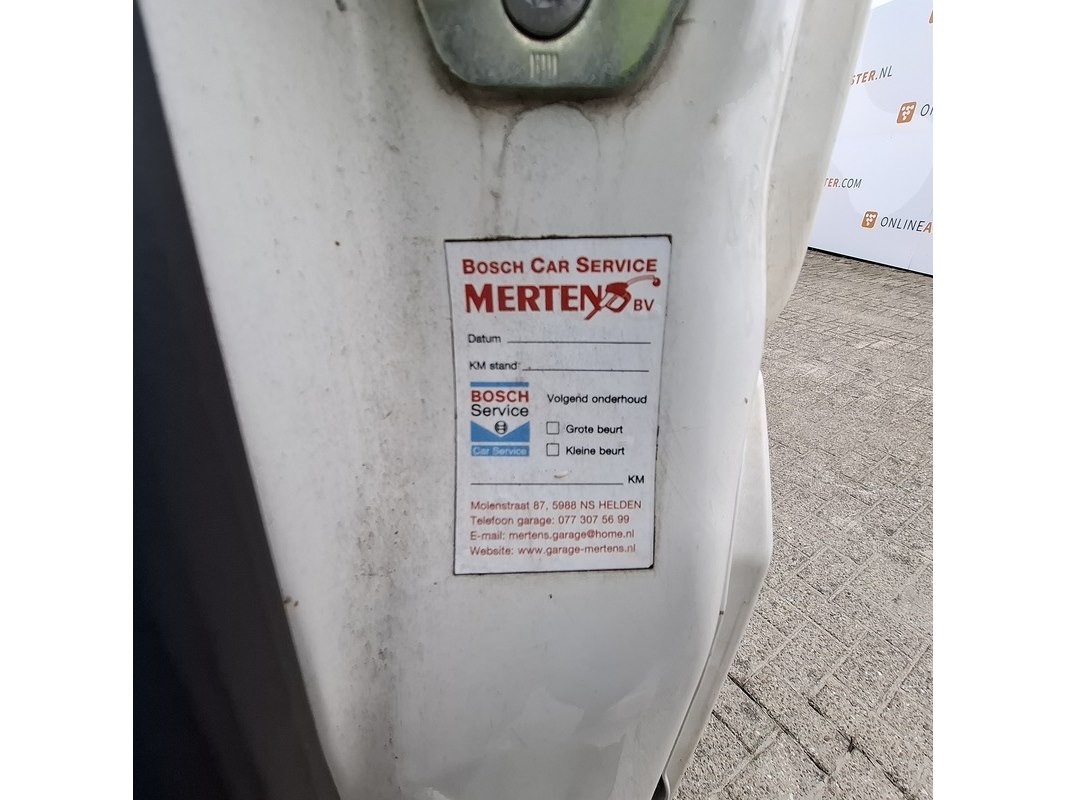 BOSCH CAR SERVICE
MERTENS BV
Datum
KM stand:
BOSCH
Service
Car Service
Volgend onderhoud
Grote beurt
Kleine beurt
KM
Molenstraat 87, 5988 NS HELDEN
Telefoon garage: 077 307 56 99
E-mail: mertens.garage@home.nl
Website: www.garage-mertens.nl
STER.NL
TER.COM
ONLINEA